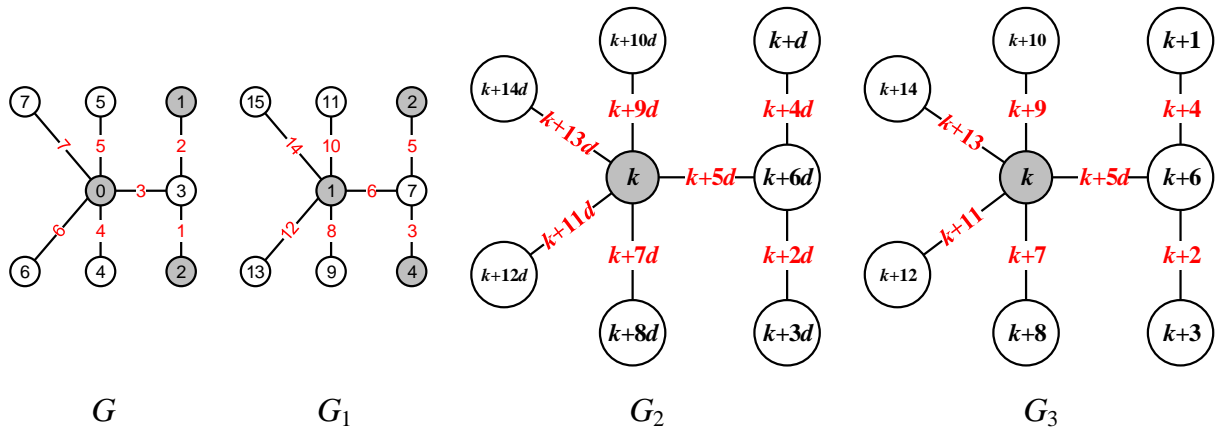 7 5 1
7 5 2
0 3 3
6 4 1
6 4 2
G
15 11 2
14 10 5
1 6 7
12 8 3
13 9 4
G1
k+14d k+10d k+d
k+13d k+9d k+4d
k k+5d k+6d
k+11d k+7d k+2d
k+12d k+8d k+3d
G2
k+14 k+10 k+1
k+13 k+9 k+4
k k+5d k+6
k+11 k+7 k+2
k+12 k+8 k+3
G3